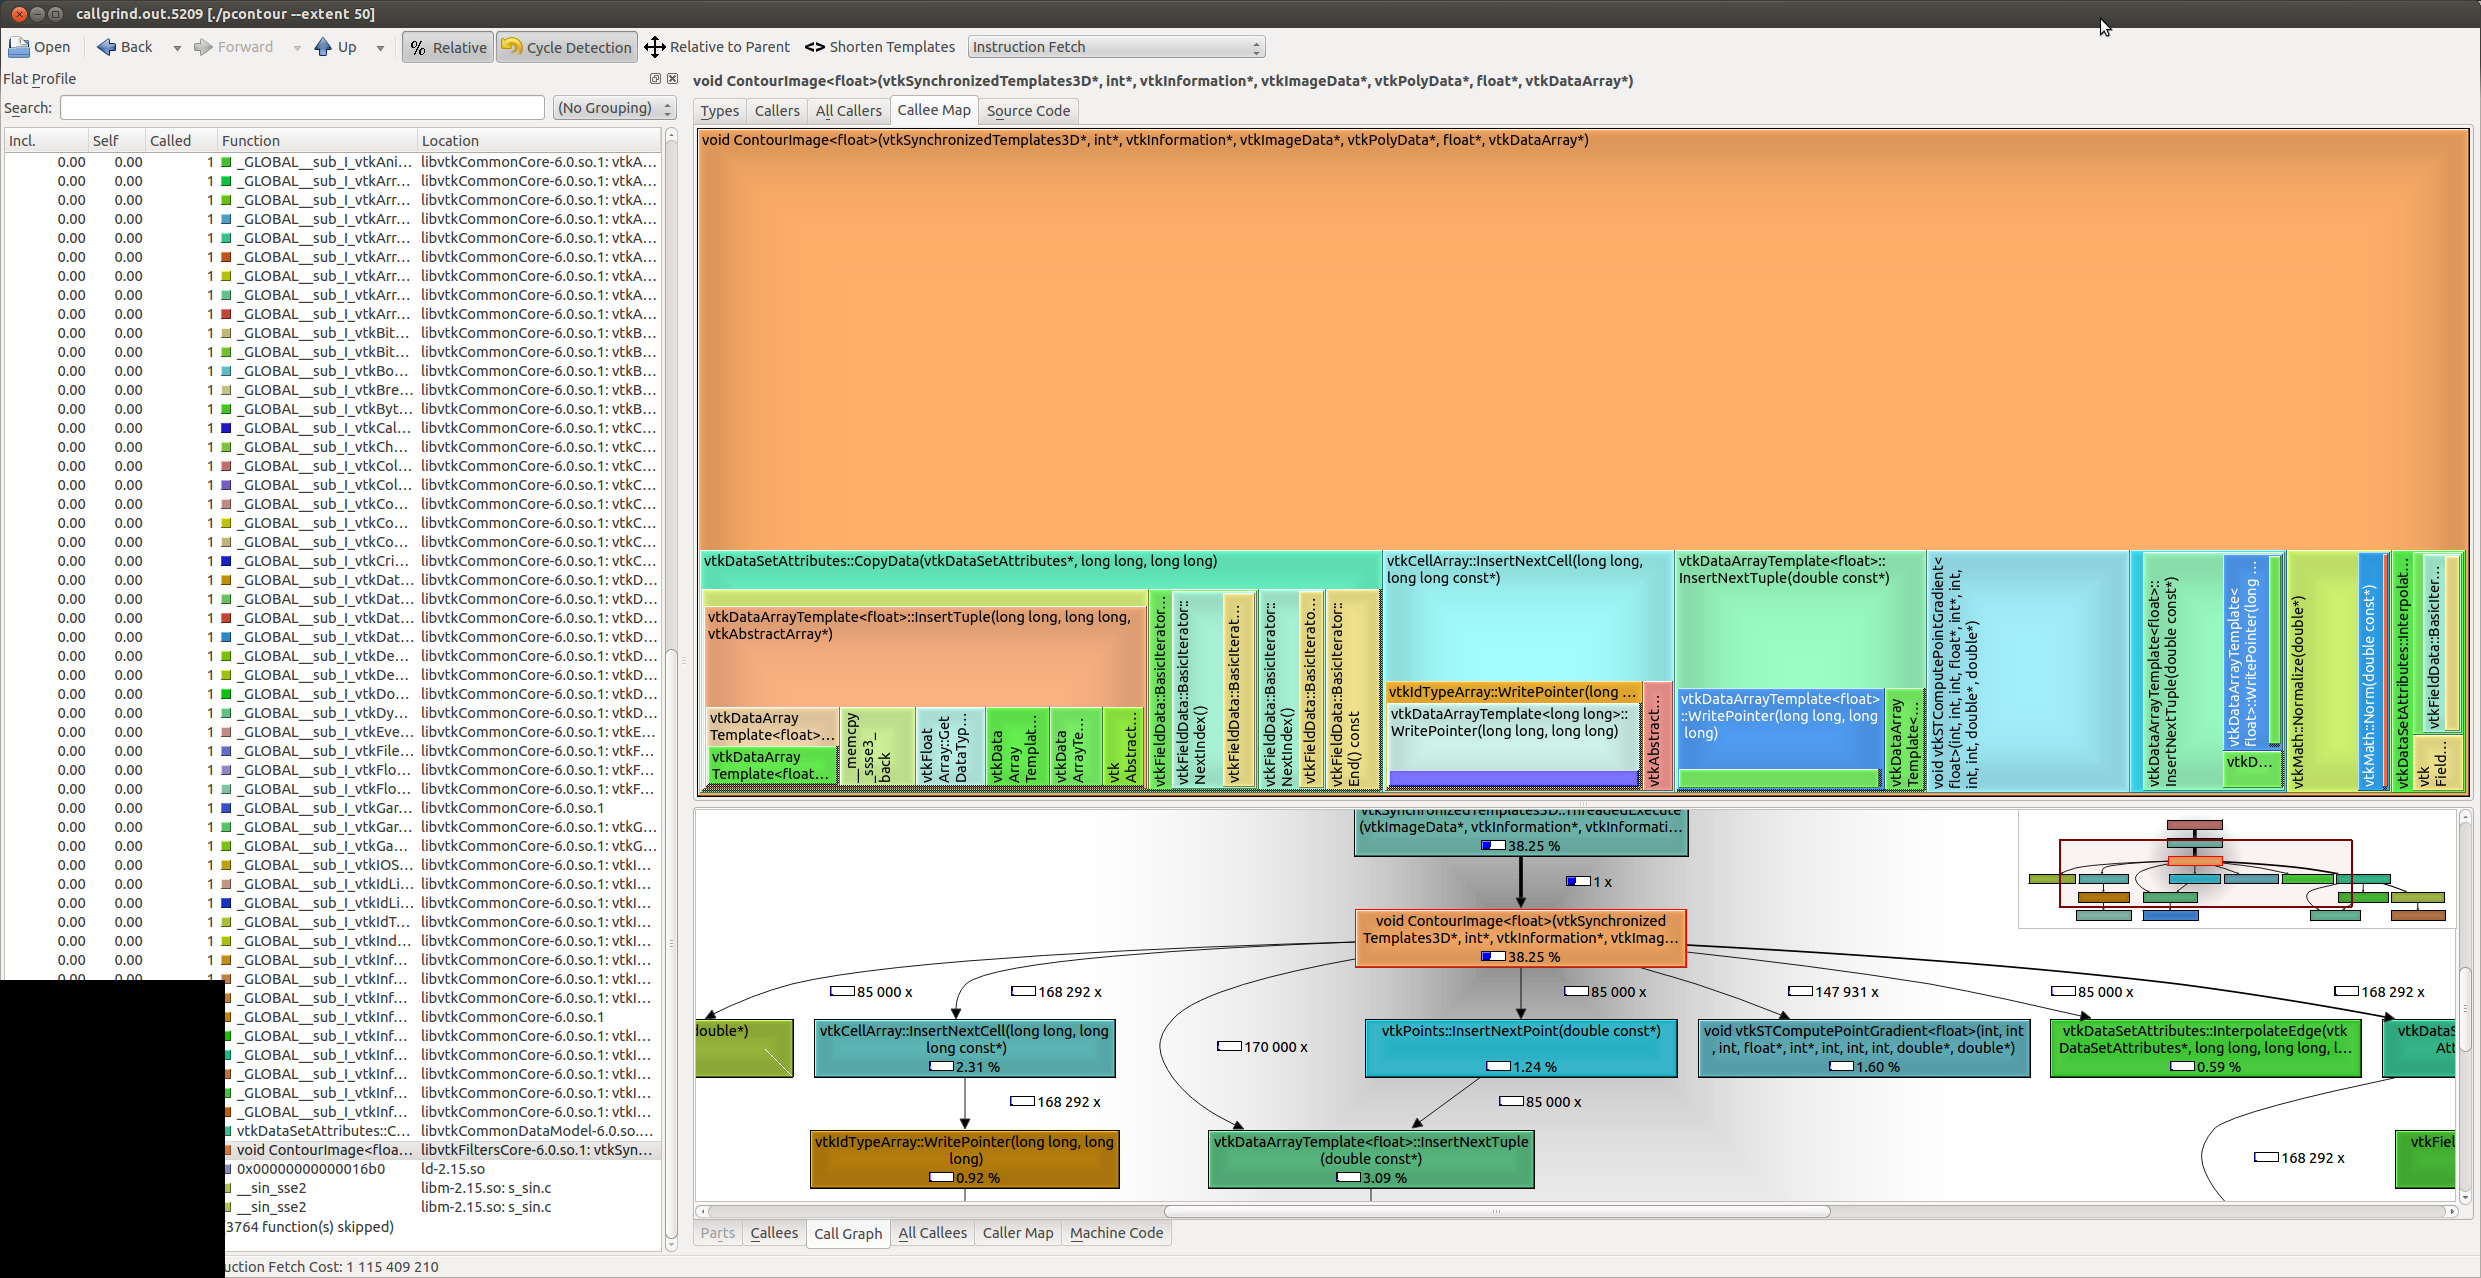 callgrind.out.5209 [./pcontour --extent 50]
Open Back Forward Up % Relative Cycle Detection Relative to Parent <> Shorten Templates Instruction Fetch
Flat Profile
Search: (No Grouping)
Incl. Self Called Function Location
0.00 0.00 1 _GLOBAL__sub_I_vtkAni... libvtkCommonCore-6.0.so.1: vtkA...
0.00 0.00 1 _GLOBAL__sub_I_vtkArr... libvtkCommonCore-6.0.so.1: vtkA...
0.00 0.00 1 _GLOBAL__sub_I_vtkArr... libvtkCommonCore-6.0.so.1: vtkA...
0.00 0.00 1 _GLOBAL__sub_I_vtkArr... libvtkCommonCore-6.0.so.1: vtkA...
0.00 0.00 1 _GLOBAL__sub_I_vtkArr... libvtkCommonCore-6.0.so.1: vtkA...
0.00 0.00 1 _GLOBAL__sub_I_vtkArr... libvtkCommonCore-6.0.so.1: vtkA...
0.00 0.00 1 _GLOBAL__sub_I_vtkArr... libvtkCommonCore-6.0.so.1: vtkA...
0.00 0.00 1 _GLOBAL__sub_I_vtkArr... libvtkCommonCore-6.0.so.1: vtkA...
0.00 0.00 1 _GLOBAL__sub_I_vtkArr... libvtkCommonCore-6.0.so.1: vtkA...
0.00 0.00 1 _GLOBAL__sub_I_vtkBit... libvtkCommonCore-6.0.so.1: vtkB...
0.00 0.00 1 _GLOBAL__sub_I_vtkBit... libvtkCommonCore-6.0.so.1: vtkB...
0.00 0.00 1 _GLOBAL__sub_I_vtkBo... libvtkCommonCore-6.0.so.1: vtkB...
0.00 0.00 1 _GLOBAL__sub_I_vtkBre... libvtkCommonCore-6.0.so.1: vtkB...
0.00 0.00 1 _GLOBAL__sub_I_vtkByt... libvtkCommonCore-6.0.so.1: vtkB...
0.00 0.00 1 _GLOBAL__sub_I_vtkCal... libvtkCommonCore-6.0.so.1: vtkC...
0.00 0.00 1 _GLOBAL__sub_I_vtkCh... libvtkCommonCore-6.0.so.1: vtkC...
0.00 0.00 1 _GLOBAL__sub_I_vtkCol... libvtkCommonCore-6.0.so.1: vtkC...
0.00 0.00 1 _GLOBAL__sub_I_vtkCol... libvtkCommonCore-6.0.so.1: vtkC...
0.00 0.00 1 _GLOBAL__sub_I_vtkCo... libvtkCommonCore-6.0.so.1: vtkC...
0.00 0.00 1 _GLOBAL__sub_I_vtkCo... libvtkCommonCore-6.0.so.1: vtkC...
0.00 0.00 1 _GLOBAL__sub_I_vtkCo... libvtkCommonCore-6.0.so.1: vtkC...
0.00 0.00 1 _GLOBAL__sub_I_vtkCri... libvtkCommonCore-6.0.so.1: vtkC...
0.00 0.00 1 _GLOBAL__sub_I_vtkDat... libvtkCommonCore-6.0.so.1: vtkD...
0.00 0.00 1 _GLOBAL__sub_I_vtkDat... libvtkCommonCore-6.0.so.1: vtkD...
0.00 0.00 1 _GLOBAL__sub_I_vtkDat... libvtkCommonCore-6.0.so.1: vtkD...
0.00 0.00 1 _GLOBAL__sub_I_vtkDat... libvtkCommonCore-6.0.so.1: vtkD...
0.00 0.00 1 _GLOBAL__sub_I_vtkDe... libvtkCommonCore-6.0.so.1: vtkD...
0.00 0.00 1 _GLOBAL__sub_I_vtkDe... libvtkCommonCore-6.0.so.1: vtkD...
0.00 0.00 1 _GLOBAL__sub_I_vtkDo... libvtkCommonCore-6.0.so.1: vtkD...
0.00 0.00 1 _GLOBAL__sub_I_vtkDy... libvtkCommonCore-6.0.so.1: vtkD...
0.00 0.00 1 _GLOBAL__sub_I_vtkEve... libvtkCommonCore-6.0.so.1: vtkE...
0.00 0.00 1 _GLOBAL__sub_I_vtkFile... libvtkCommonCore-6.0.so.1: vtkF...
0.00 0.00 1 _GLOBAL__sub_I_vtkFlo... libvtkCommonCore-6.0.so.1: vtkF...
0.00 0.00 1 _GLOBAL__sub_I_vtkFlo... libvtkCommonCore-6.0.so.1: vtkF...
0.00 0.00 1 _GLOBAL__sub_I_vtkGar... libvtkCommonCore-6.0.so.1
0.00 0.00 1 _GLOBAL__sub_I_vtkGar... libvtkCommonCore-6.0.so.1: vtkG...
0.00 0.00 1 _GLOBAL__sub_I_vtkGa... libvtkCommonCore-6.0.so.1: vtkG...
0.00 0.00 1 _GLOBAL__sub_I_vtkIOS... libvtkCommonCore-6.0.so.1: vtkI...
0.00 0.00 1 _GLOBAL__sub_I_vtkIdLi... libvtkCommonCore-6.0.so.1: vtkI...
0.00 0.00 1 _GLOBAL__sub_I_vtkIdLi... libvtkCommonCore-6.0.so.1: vtkI...
0.00 0.00 1 _GLOBAL__sub_I_vtkIdT... libvtkCommonCore-6.0.so.1: vtkI...
0.00 0.00 1 _GLOBAL__sub_I_vtkInd... libvtkCommonCore-6.0.so.1: vtkI...
0.00 0.00 1 _GLOBAL__sub_I_vtkInf... libvtkCommonCore-6.0.so.1: vtkI...
0.00 0.00 1 _GLOBAL__sub_I_vtkInf... libvtkCommonCore-6.0.so.1: vtkI...
_GLOBAL__sub_I_vtkInf... libvtkCommonCore-6.0.so.1: vtkI...
_GLOBAL__sub_I_vtkInf... libvtkCommonCore-6.0.so.1
_GLOBAL__sub_I_vtkInf... libvtkCommonCore-6.0.so.1: vtkI...
_GLOBAL__sub_I_vtkInf... libvtkCommonCore-6.0.so.1: vtkI...
_GLOBAL__sub_I_vtkInf... libvtkCommonCore-6.0.so.1: vtkI...
_GLOBAL__sub_I_vtkInf... libvtkCommonCore-6.0.so.1: vtkI...
_GLOBAL__sub_I_vtkInf... libvtkCommonCore-6.0.so.1: vtkI...
vtkDataSetAttributes::C... libvtkCommonDataModel-6.0.so....
void ContourImage<floa... libvtkFiltersCore-6.0.so.1: vtkSyn...
0x00000000000016b0 ld-2.15.so
__sin_sse2 libm-2.15.so: s_sin.c
__sin_sse2 libm-2.15.so: s_sin.c
3764 function(s) skipped)
uction Fetch Cost: 1 115 409 210
void ContourImage<float>(vtkSynchronizedTemplates3D*, int*, vtkInformation*, vtkImageData*, vtkPolyData*, float*, vtkDataArray*)
Types Callers All Callers Callee Map Source Code
void ContourImage<float>(vtkSynchronizedTemplates3D*, int*, vtkInformation*, vtkImageData*, vtkPolyData*, float*, vtkDataArray*)
vtkDataSetAttributes::CopyData(vtkDataSetAttributes*, long long, long long)
vtkDataArrayTemplate<float>::InsertTuple(long long, long long,
vtkAbstractArray*)
vtkDataArray
Template<float>...
vtkDataArray
Template<float...
__memcpy
_ssse3_
back
vtkFloat
Array::Get
DataTyp...
vtkData
Array
Templat...
vtkData
ArrayTe...
vtk
Abstract...
vtkFieldData::BasicIterator...
vtkFieldData::BasicIterator::
NextIndex()
vtkFieldData::BasicIterat...
vtkFieldData::BasicIterator::
NextIndex()
vtkFieldData::BasicIterato...
vtkFieldData::BasicIterator::
End() const
vtkCellArray::InsertNextCell(long long,
long long const*)
vtkIdTypeArray::WritePointer(long ...
vtkDataArrayTemplate<long long>::
WritePointer(long long, long long)
vtkAbstract...
vtkDataArrayTemplate<float>::
InsertNextTuple(double const*)
vtkDataArrayTemplate<float>
::WritePointer(long long, long
long)
vtkDataArray
Template<...
void vtkSTComputePointGradient<
float>(int, int, int, float*, int*, int,
int, int, double*, double*)
vtkDataArrayTemplate<float>::
InsertNextTuple(double const*)
vtkDataArrayTemplate<
float>::WritePointer(long ...
vtkD...
vtkMath::Normalize(double*)
vtkMath::Norm(double const*)
vtkDataSetAttributes::Interpolat...
vtkFieldData::BasicIter...
vtk
Field...
vtkSynchronizedTemplates3D::ThreadedExecute
(vtkImageData*, vtkInformation*, vtkInformati...
38.25 %
1 x
void ContourImage<float>(vtkSynchronized
Templates3D*, int*, vtkInformation*, vtkImag...
38.25 %
85 000 x 168 292 x 85 000 x 147 931 x 85 000 x 168 292 x
double*)
vtkCellArray::InsertNextCell(long long, long
long const*)
2.31 %
170 000 x
vtkPoints::InsertNextPoint(double const*)
1.24 %
void vtkSTComputePointGradient<float>(int, int
, int, float*, int*, int, int, int, double*, double*)
1.60 %
vtkDataSetAttributes::InterpolateEdge(vtk
DataSetAttributes*, long long, long long, l...
0.59 %
vtkDataS
Att
168 292 x 85 000 x
vtkIdTypeArray::WritePointer(long long, long
long)
0.92 %
vtkDataArrayTemplate<float>::InsertNextTuple
(double const*)
3.09 %
168 292 x
vtkFiel
Parts Callees Call Graph All Callees Caller Map Machine Code